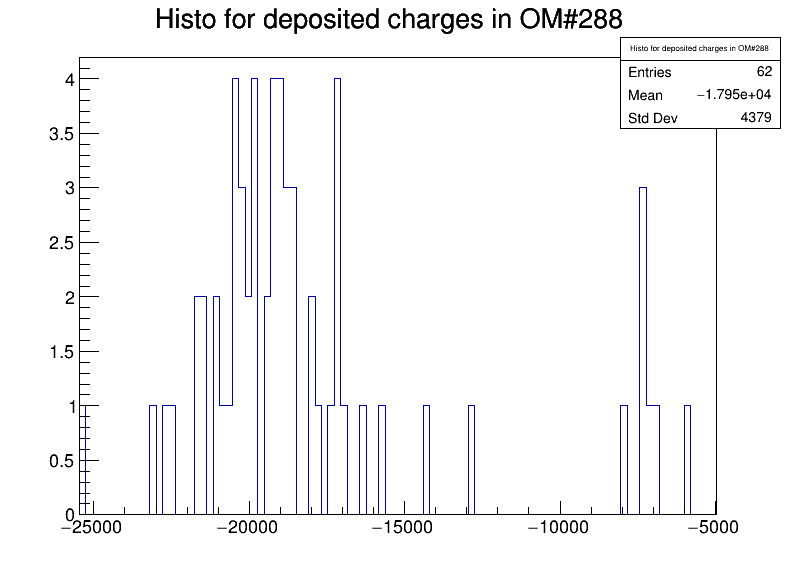 Histo for deposited charges in OM#288
Histo for deposited charges in OM#288
Entries 62
Mean −1.795e+04
Std Dev 4379
4
3.5
3
2.5
2
1.5
1
0.5
0
−25000 −20000 −15000 −10000 −5000